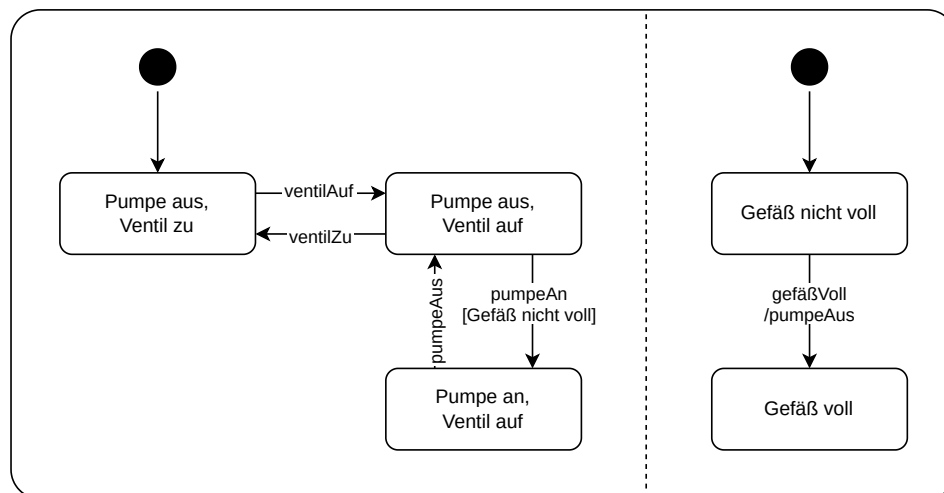 Pumpe aus,
Ventil zu
ventilAuf
ventilZu
Pumpe aus,
Ventil auf
pumpeAus
pumpeAn
[Gefäß nicht voll]
Pumpe an,
Ventil auf
Gefäß nicht voll
gefäßVoll
/pumpeAus
Gefäß voll